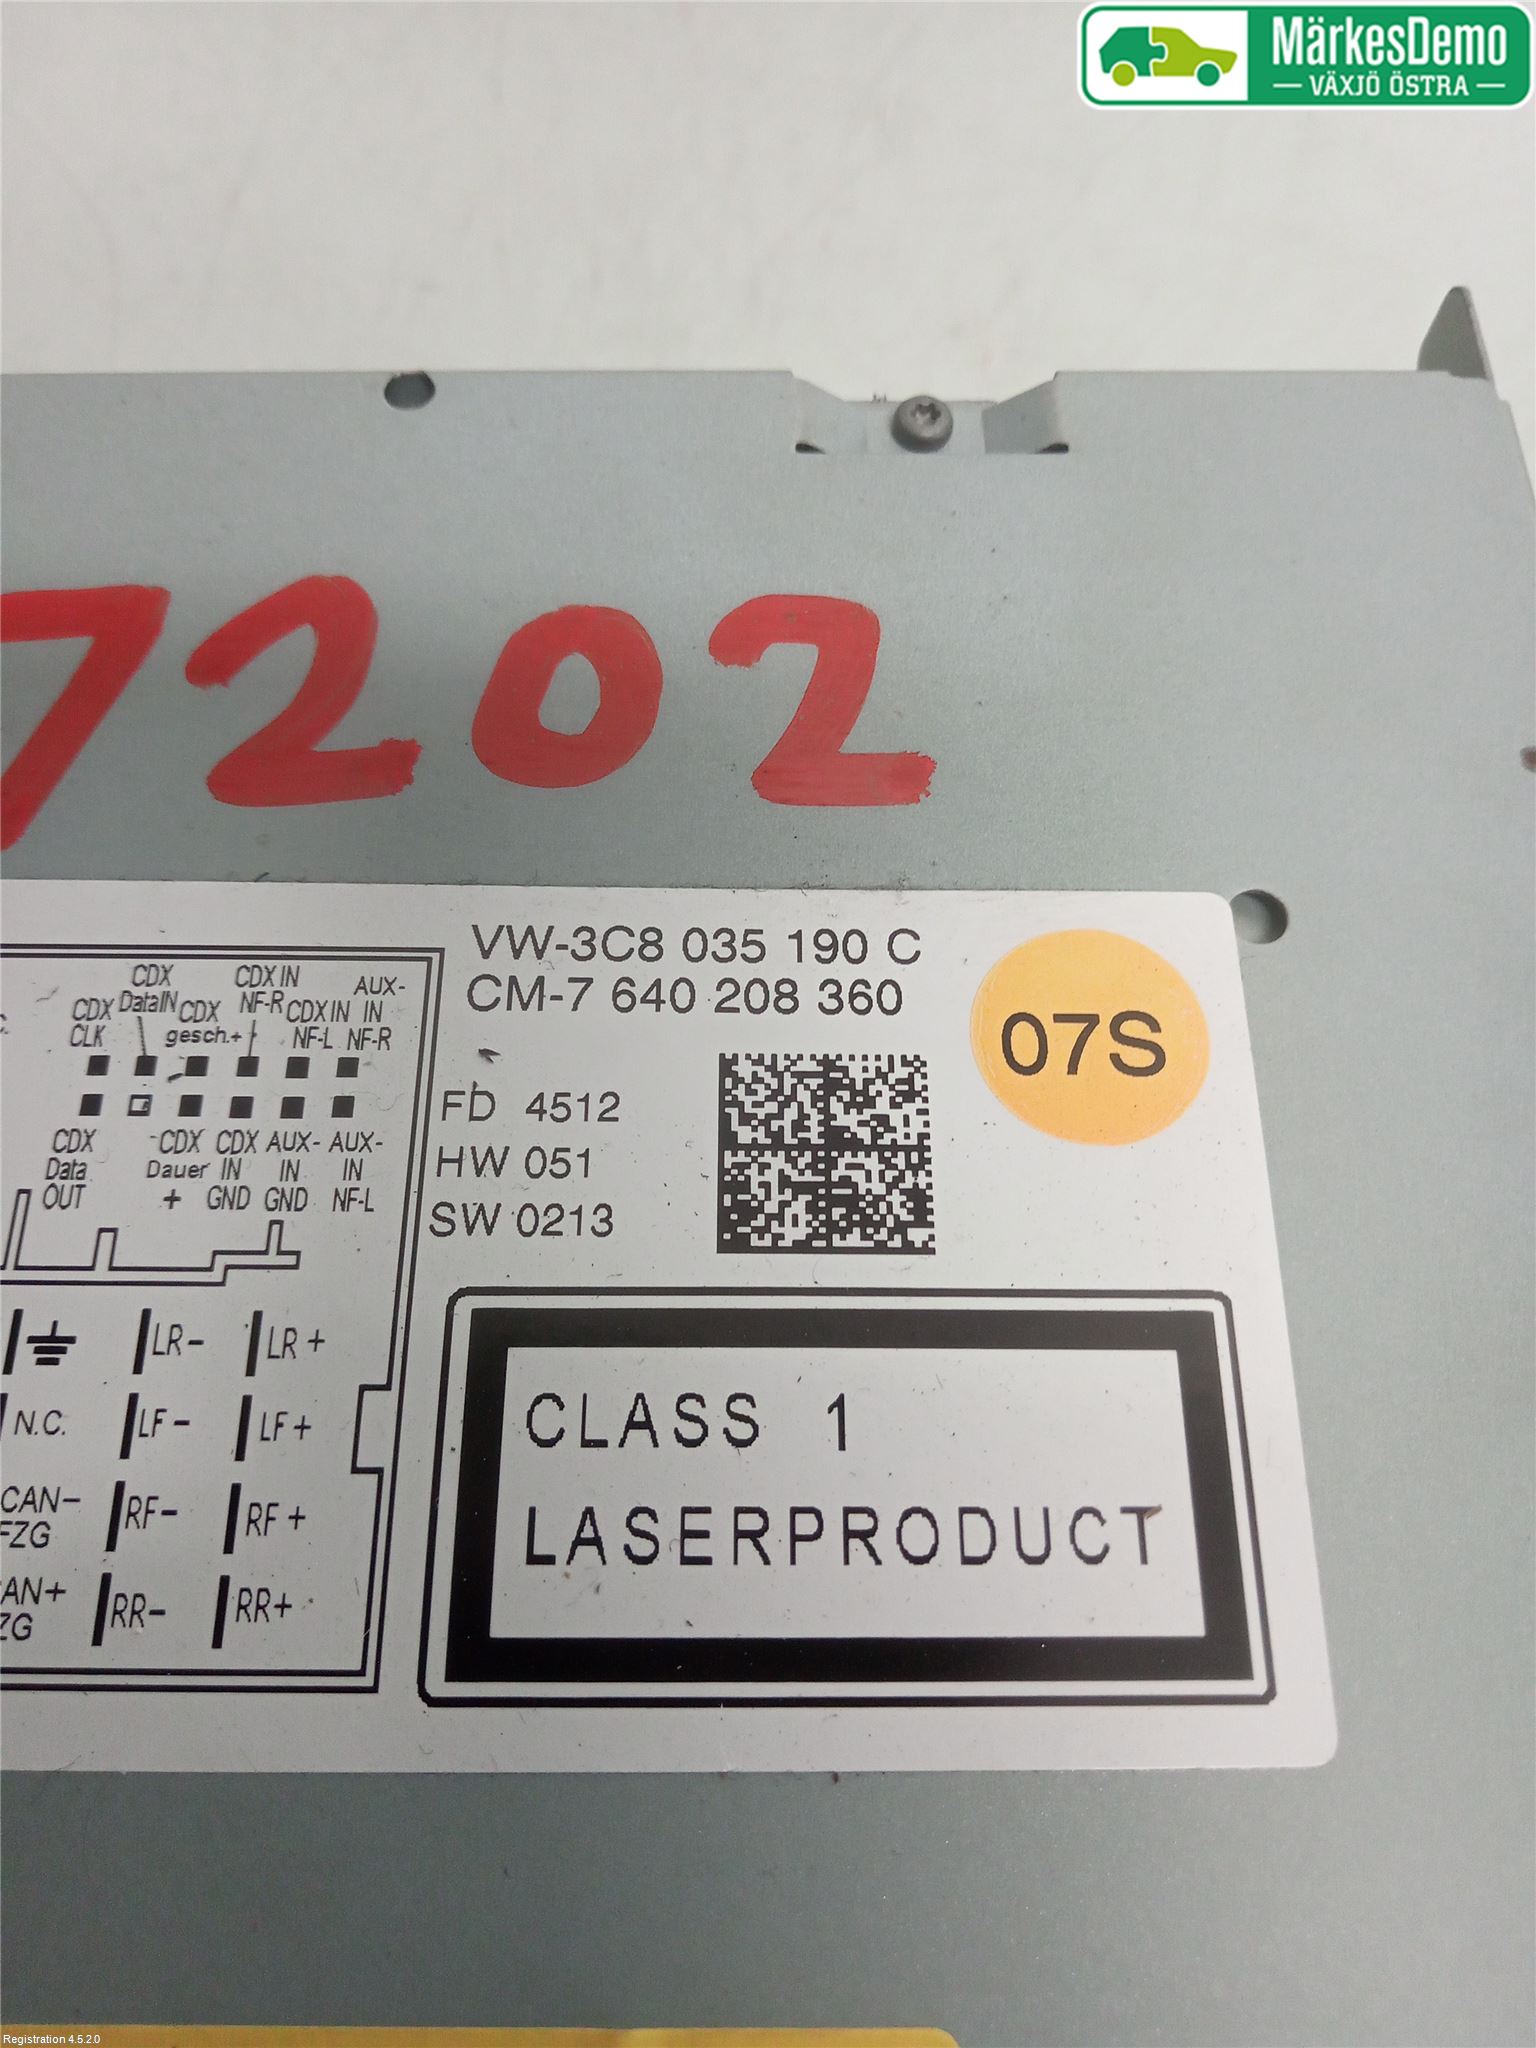 MärkesDemo
VÄXJÖ ÖSTRA
7202
VW-3C8 035 190 C
CM-7 640 208 360
07S
FD 4512
HW 051
SW 0213
CDX CLK
CDX DataIN
CDX gesch.+
CDX IN NF-R
CDX IN NF-L
AUX-IN NF-R
CDX Data OUT
CDX Dauer +
CDX IN GND
AUX-IN GND
AUX-IN NF-L
LR- LR+
N.C. LF- LF+
CAN- FZG RF- RF+
RR- RR+
CLASS 1
LASERPRODUCT
Registration 4.5.2.0